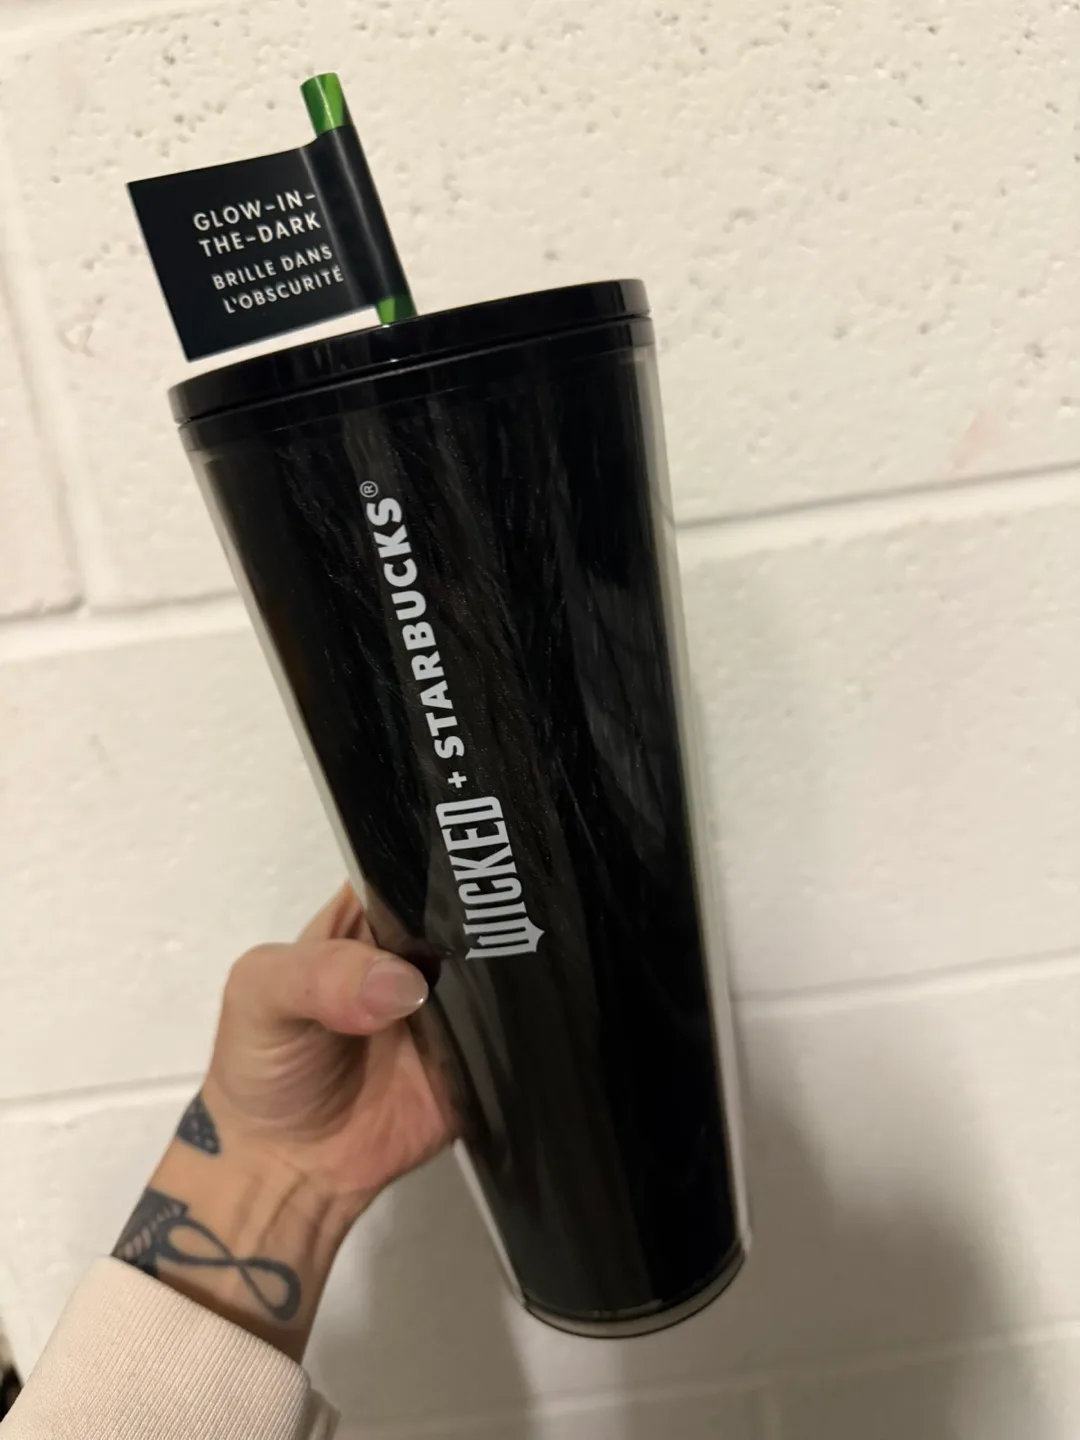 GLOW-IN-
THE-DARK
BRILLE DANS
L'OBSCURITÉ
WICKED + STARBUCKS®